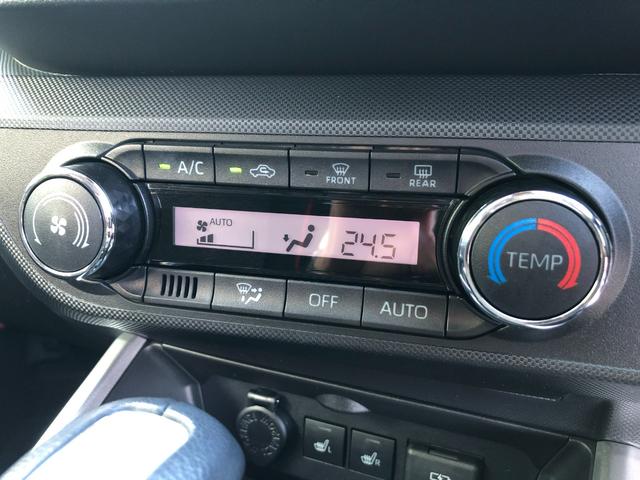 A/C
FRONT
REAR
AUTO
24.5
TEMP
OFF
AUTO
L
R